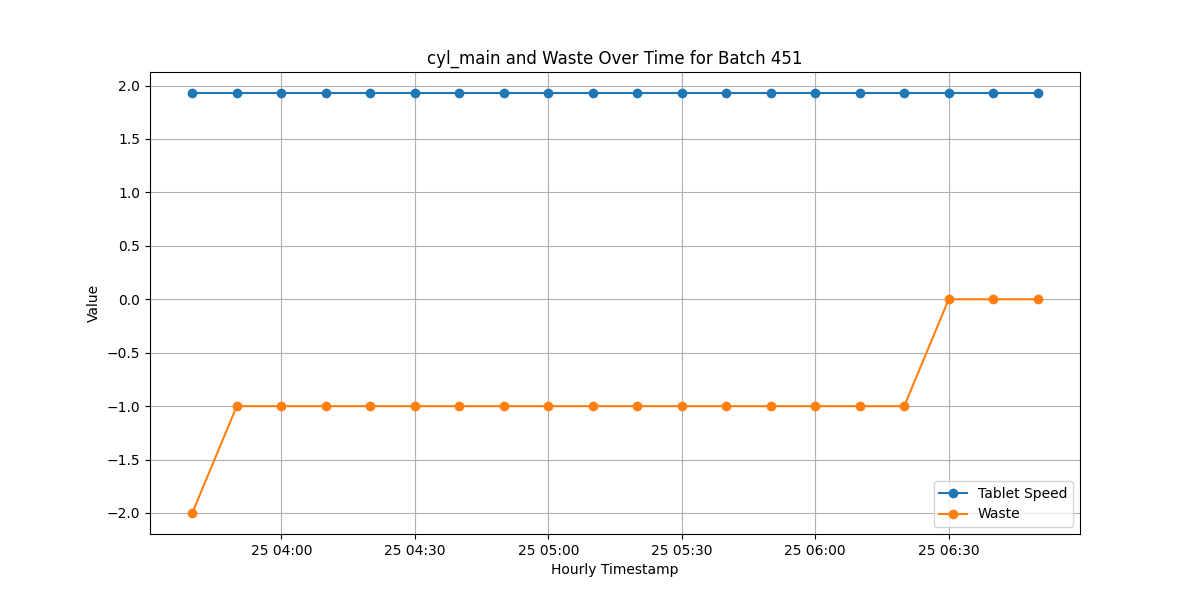 cyl_main and Waste Over Time for Batch 451
2.0
1.5
1.0
0.5
0.0
−0.5
−1.0
−1.5
−2.0
Value
Tablet Speed
Waste
25 04:00 25 04:30 25 05:00 25 05:30 25 06:00 25 06:30
Hourly Timestamp